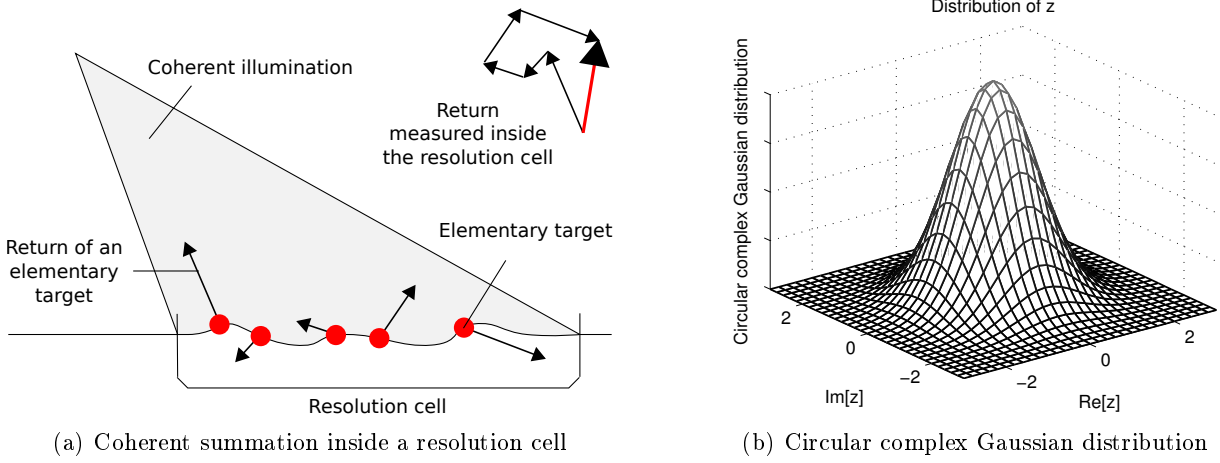 Coherent illumination
Return
measured inside
the resolution cell
Elementary target
Return of an
elementary
target
Resolution cell
(a) Coherent summation inside a resolution cell
Distribution of z
Circular complex Gaussian distribution
2
0
−2
Im[z]
−2
0
2
Re[z]
(b) Circular complex Gaussian distribution